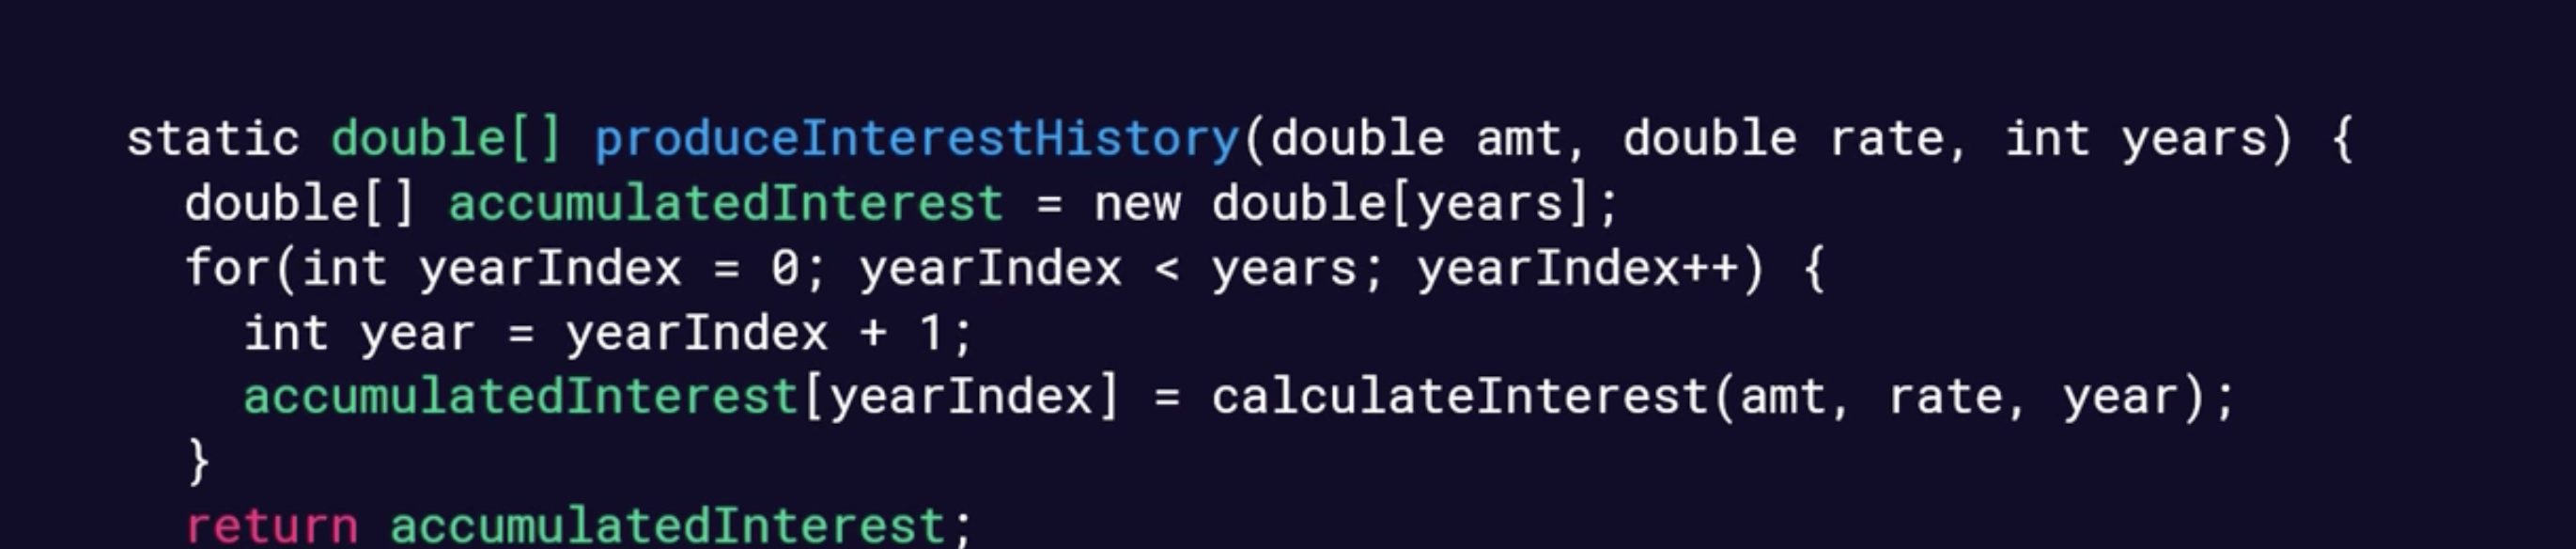 static double[] produceInterestHistory(double amt, double rate, int years) {
  double[] accumulatedInterest = new double[years];
  for(int yearIndex = 0; yearIndex < years; yearIndex++) {
    int year = yearIndex + 1;
    accumulatedInterest[yearIndex] = calculateInterest(amt, rate, year);
  }
  return accumulatedInterest;